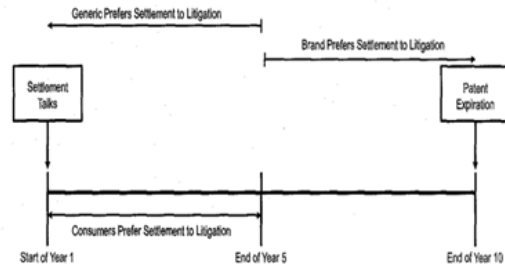 Generic Prefers Settlement to Litigation
Brand Prefers Settlement to Litigation
Settlement
Talks
Patent
Expiration
Consumers Prefer Settlement to Litigation
Start of Year 1
End of Year 5
End of Year 10